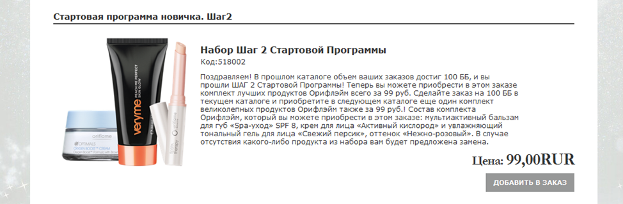 Стартовая программа новичка. Шаг2
Набор Шаг 2 Стартовой Программы
Код:518002
Поздравляем! В прошлом каталоге объем ваших заказов достиг 100 ББ, и вы
прошли ШАГ 2 Стартовой Программы! Теперь вы можете приобрести в этом заказе
комплект лучших продуктов Орифлэйм всего за 99 руб. Сделайте заказ на 100 ББ в
текущем каталоге и приобретите в следующем каталоге еще один комплект
великолепных продуктов Орифлэйм также за 99 руб.! Состав комплекта
Орифлэйм, который вы можете приобрести в этом заказе: мультиактивный бальзам
для губ «Spa-уход» SPF 8, крем для лица «Активный кислород» и увлажняющий
тональный гель для лица «Свежий персик», оттенок «Нежно-розовый». В случае
отсутствия какого-либо продукта из набора вам будет предложена замена.
Цена: 99,00RUR
ДОБАВИТЬ В ЗАКАЗ
veryme